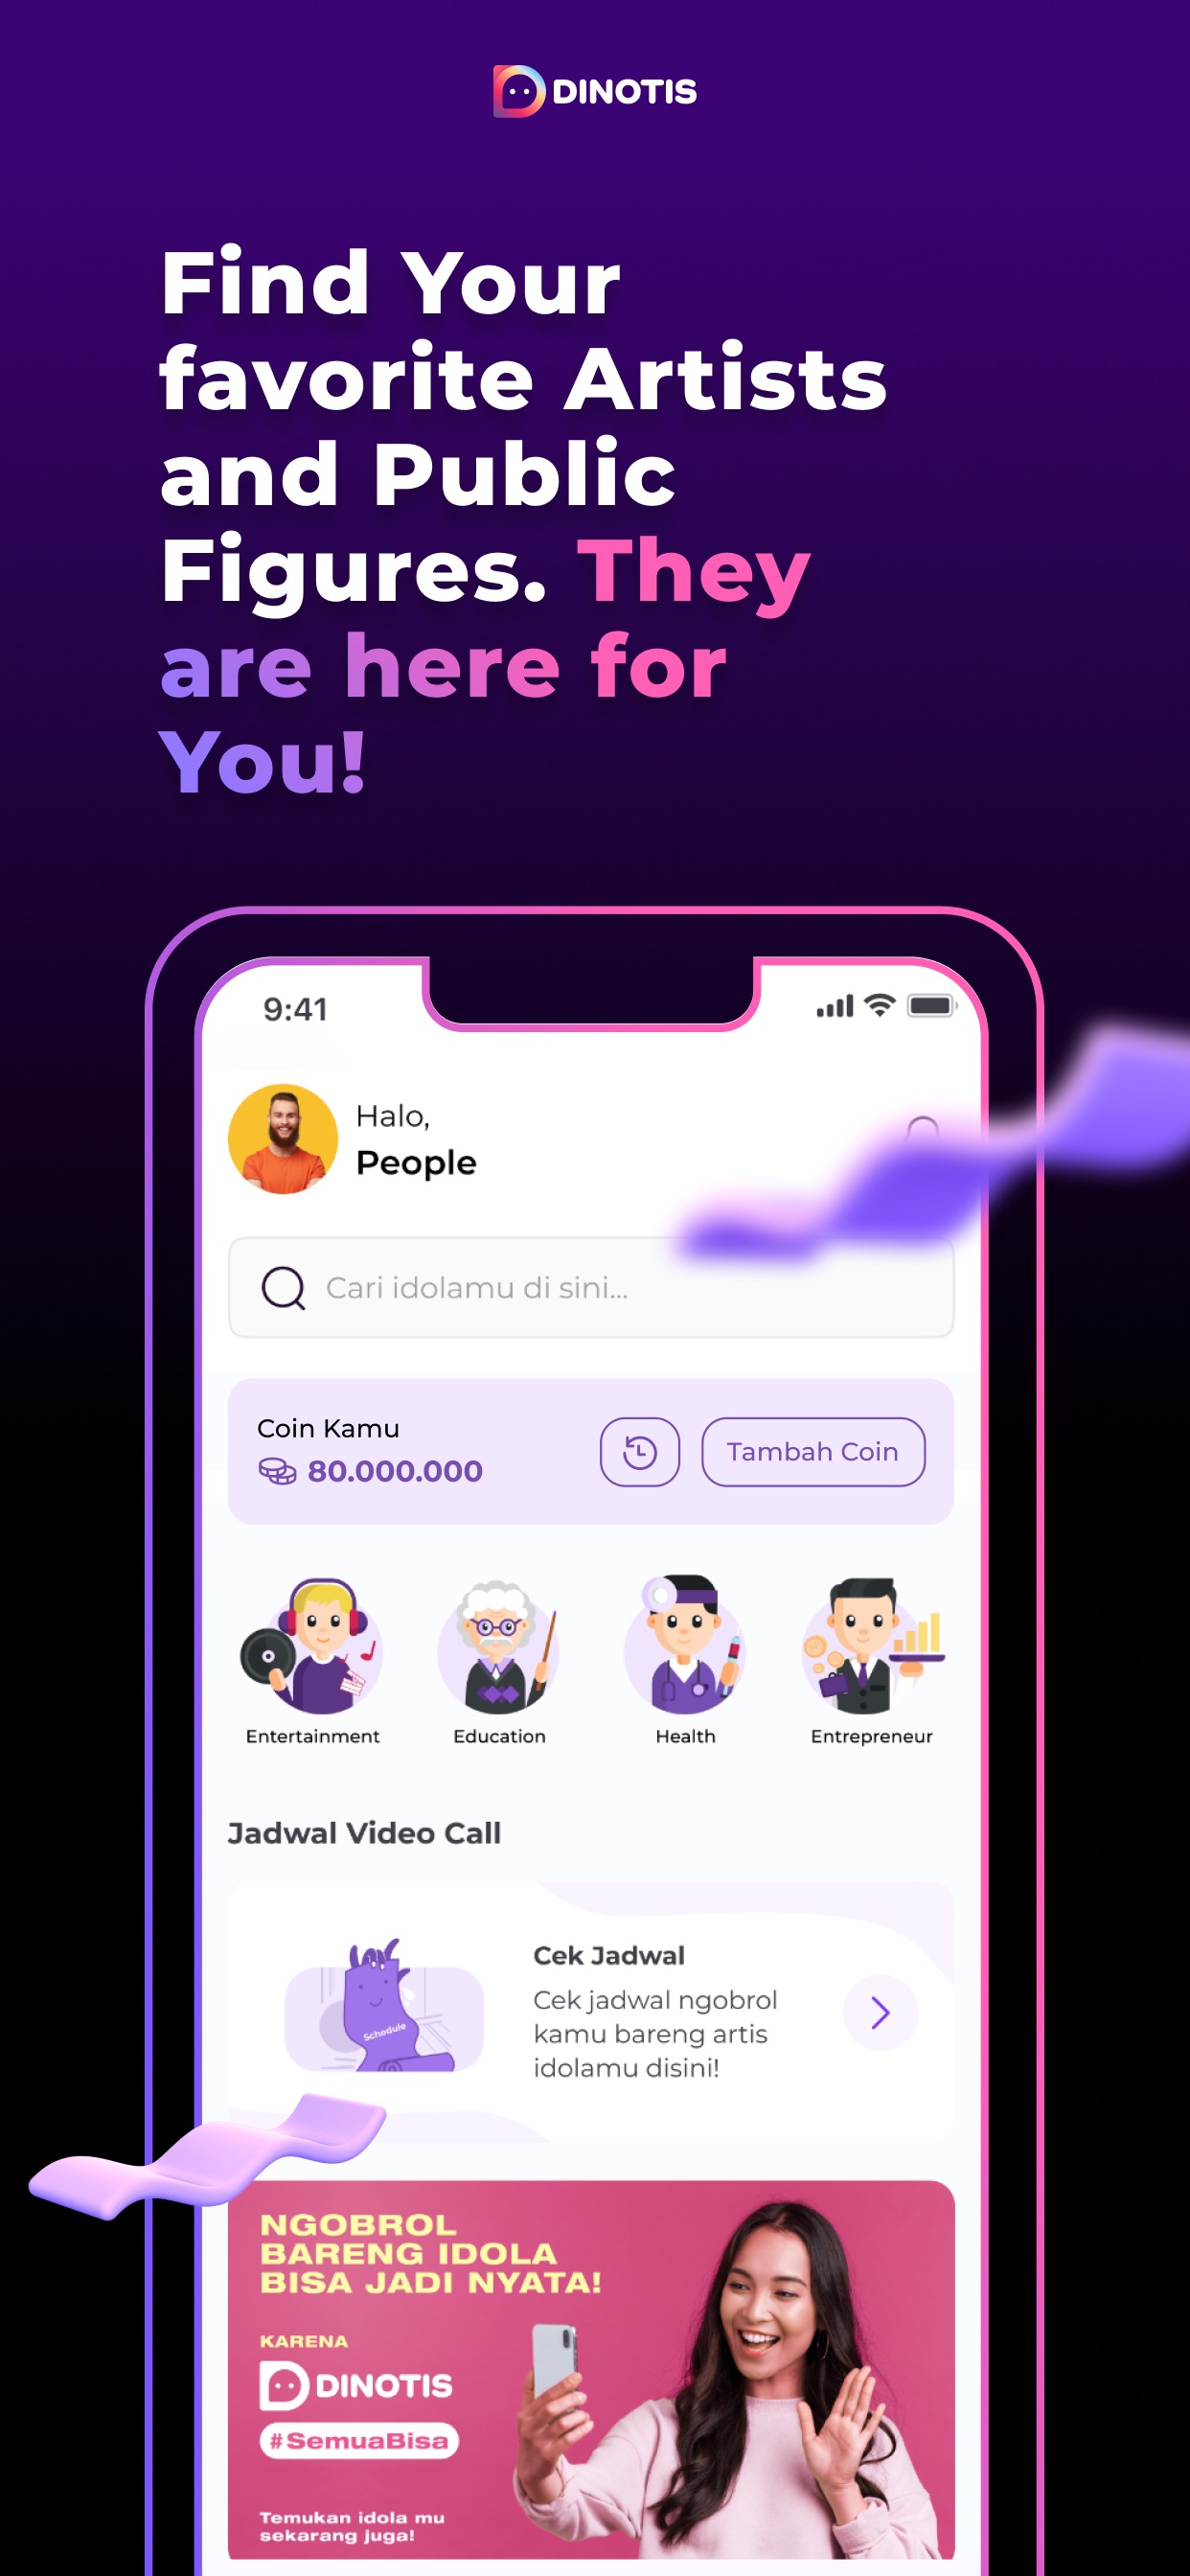 DINOTIS
Find Your
favorite Artists
and Public
Figures. They
are here for
You!
9:41
Halo,
People
Cari idolamu di sini...
Coin Kamu
80.000.000
Tambah Coin
Entertainment
Education
Health
Entrepreneur
Jadwal Video Call
Schedule
Cek Jadwal
Cek jadwal ngobrol
kamu bareng artis
idolamu disini!
NGOBROL
BARENG IDOLA
BISA JADI NYATA!
KARENA
DINOTIS
#SemuaBisa
Temukan idola mu
sekarang juga!